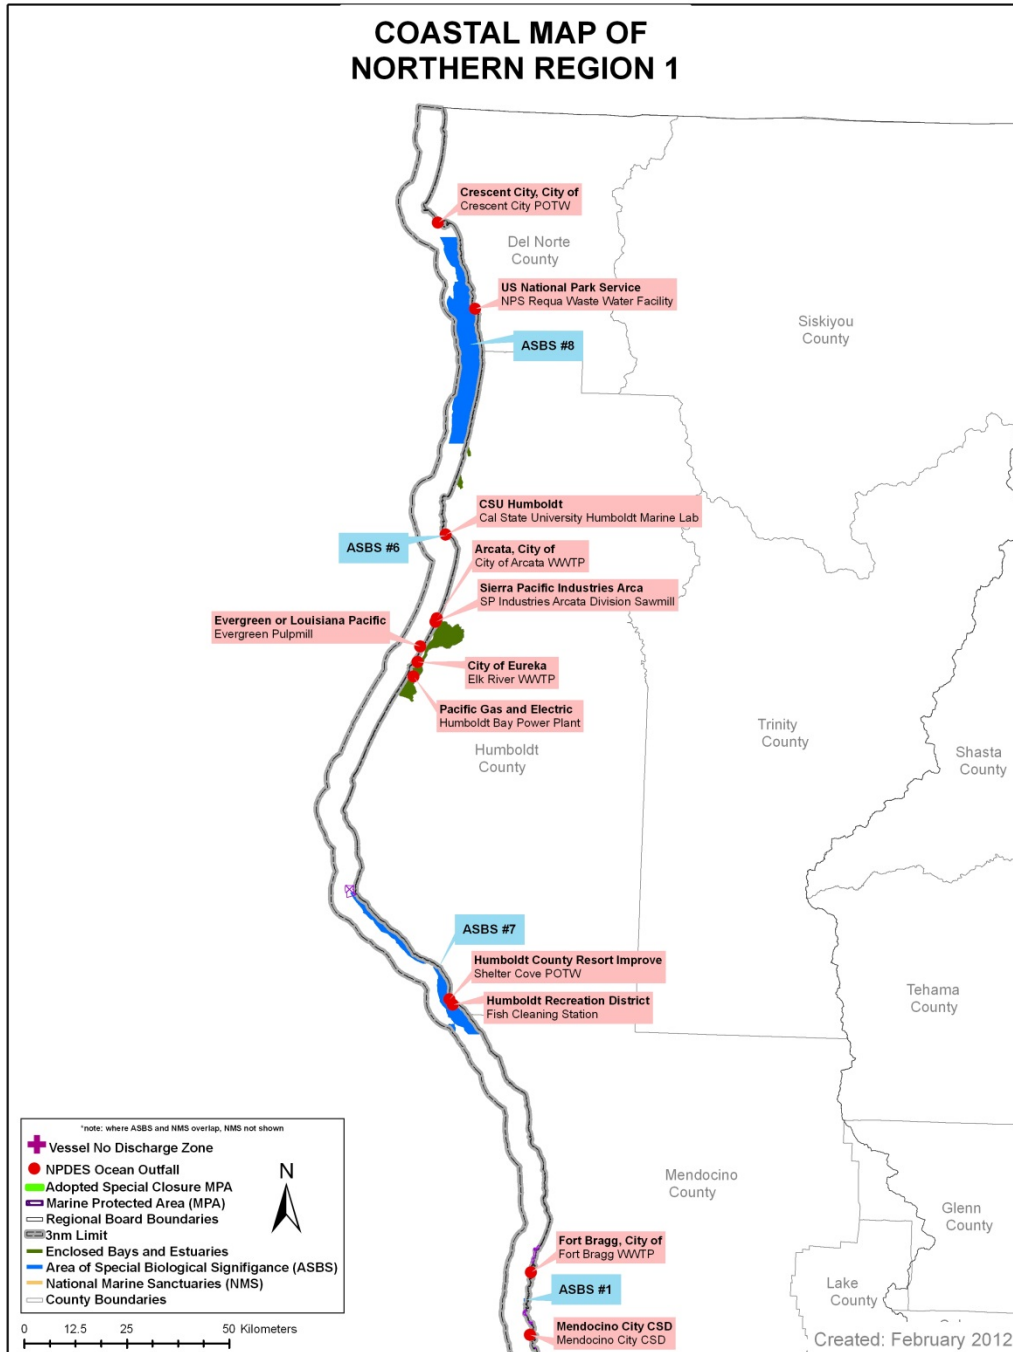 COASTAL MAP OF
NORTHERN REGION 1
Crescent City, City of
Crescent City POTW
Del Norte
County
US National Park Service
NPS Requa Waste Water Facility
Siskiyou
County
ASBS #8
CSU Humboldt
Cal State University Humboldt Marine Lab
ASBS #6
Arcata, City of
City of Arcata WWTP
Sierra Pacific Industries Arca
SP Industries Arcata Division Sawmill
Evergreen or Louisiana Pacific
Evergreen Pulpmill
City of Eureka
Elk River WWTP
Pacific Gas and Electric
Humboldt Bay Power Plant
Humboldt
County
Trinity
County
Shasta
County
ASBS #7
Humboldt County Resort Improve
Shelter Cove POTW
Humboldt Recreation District
Fish Cleaning Station
Tehama
County
Mendocino
County
Glenn
County
Fort Bragg, City of
Fort Bragg WWTP
ASBS #1
Lake
County
Mendocino City CSD
Mendocino City CSD
*note: where ASBS and NMS overlap, NMS not shown
Vessel No Discharge Zone
NPDES Ocean Outfall
Adopted Special Closure MPA
Marine Protected Area (MPA)
Regional Board Boundaries
3nm Limit
Enclosed Bays and Estuaries
Area of Special Biological Signifigance (ASBS)
National Marine Sanctuaries (NMS)
County Boundaries
N
0 12.5 25 50 Kilometers
Created: February 2012